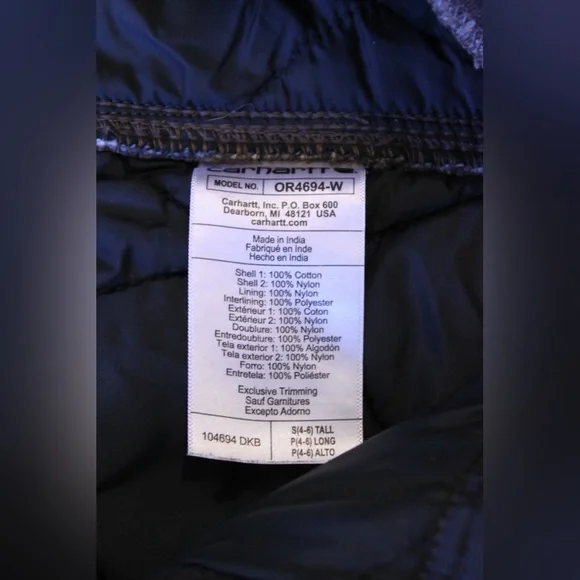 carhartt
MODEL NO. OR4694-W
Carhartt, Inc. P.O. Box 600
Dearborn, MI 48121 USA
carhartt.com
Made in India
Fabriqué en Inde
Hecho en India
Shell 1: 100% Cotton
Shell 2: 100% Nylon
Lining: 100% Nylon
Interlining: 100% Polyester
Extérieur 1: 100% Coton
Extérieur 2: 100% Nylon
Doublure: 100% Nylon
Entredoublure: 100% Polyester
Tela exterior 1: 100% Algodón
Tela exterior 2: 100% Nylon
Forro: 100% Nylon
Entretela: 100% Poliéster
Exclusive Trimming
Sauf Garnitures
Excepto Adorno
104694 DKB
S(4-6) TALL
P(4-6) LONG
P(4-6) ALTO